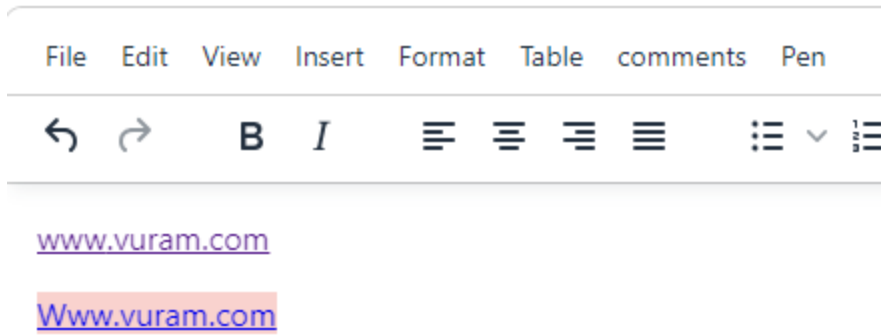 File Edit View Insert Format Table comments Pen
B I
www.vuram.com
Www.vuram.com